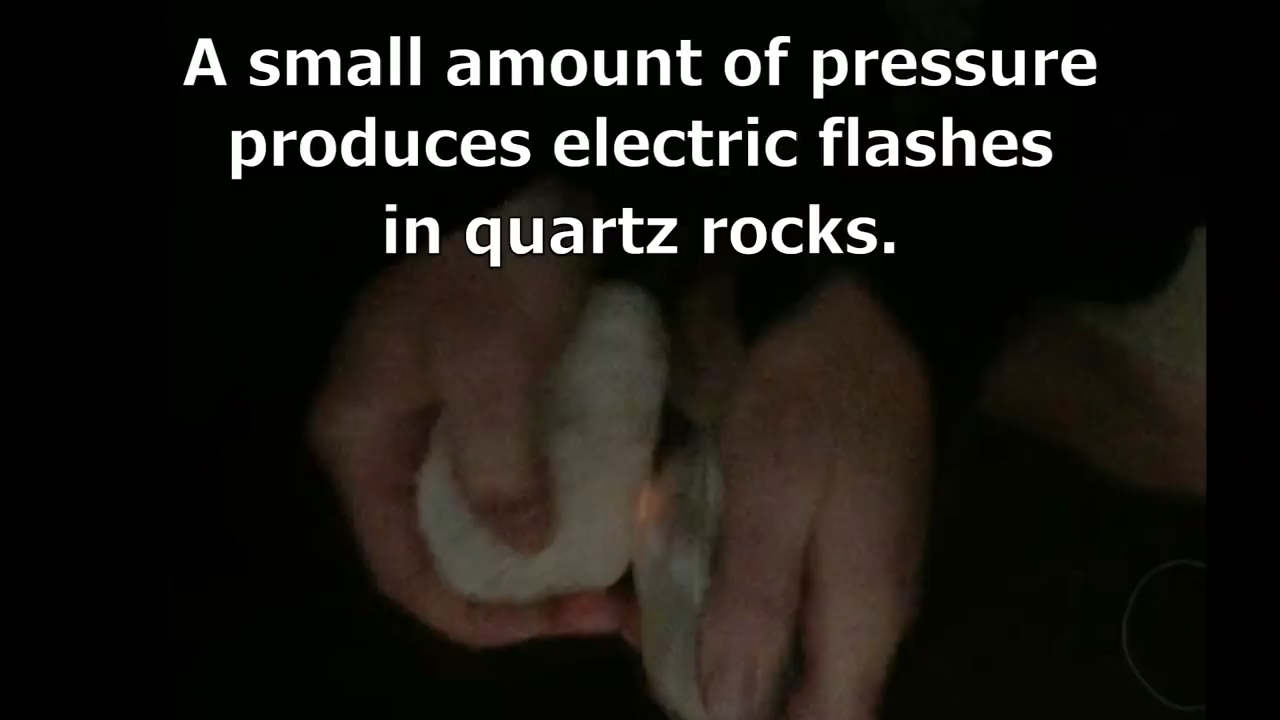 A small amount of pressure
produces electric flashes
in quartz rocks.